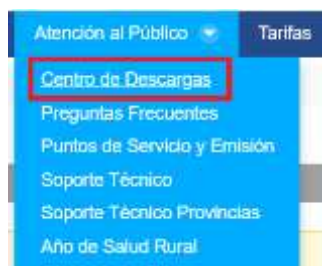 Atención al Público
Tarifas
Centro de Descargas
Preguntas Frecuentes
Puntos de Servicio y Emisión
Soporte Técnico
Soporte Técnico Provincias
Año de Salud Rural